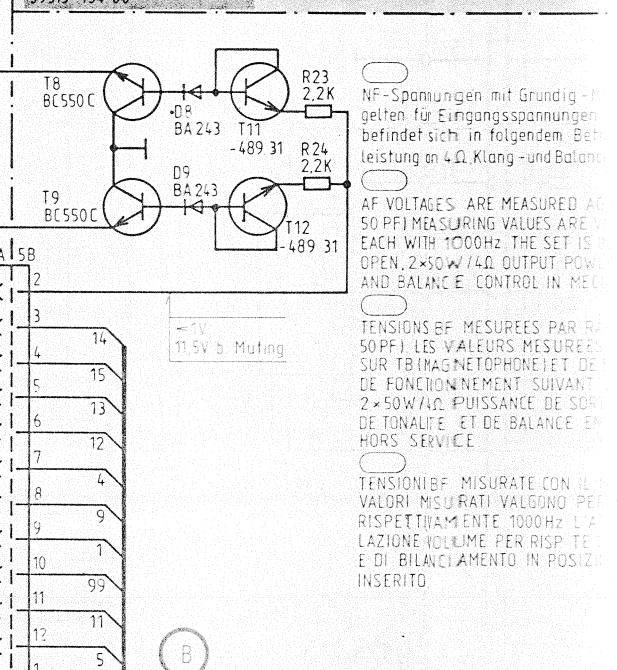 T8
BC550C
D8
BA243
T11
-489 31
R23
2,2K
R24
2,2K
D9
BA243
T9
BC550C
T12
-489 31
NF-Spannungen mit Grundig -
gelten für Eingangsspannungen
befindet sich in folgendem
leistung an 4Ω, Klang - und
AF VOLTAGES ARE MEASURED
50 PF) MEASURING VALUES ARE
EACH WITH 1000Hz THE SET IS
OPEN, 2×50W/4Ω OUTPUT
AND BALANCE CONTROL IN
TENSIONS BF MESUREES PAR
50PF) LES VALEURS MESUREES
SUR TB (MAGNETOPHONE) ET DE
DE FONCTIONNEMENT SUIVANT
2×50W/4Ω PUISSANCE DE
DE TONALITE ET DE BALANCE EN
HORS SERVICE
TENSIONI BF MISURATE CON IL
VALORI MISURATI VALGONO PER
RISPETTIVAMENTE 1000Hz
LAZIONE VOLUME PER RISP
E DI BILANCIAMENTO IN
INSERITO
5B
2
3
14
≈1V
11,5V b. Muting
4
15
5
13
6
12
7
4
8
9
9
1
10
99
11
11
12
5
1
B